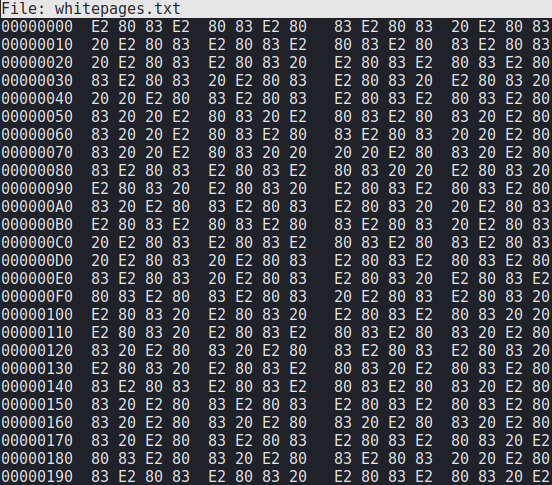 File: whitepages.txt
00000000 E2 80 83 E2 80 83 E2 80 83 E2 80 83 20 E2 80 83
00000010 20 E2 80 83 E2 80 83 E2 80 83 E2 80 83 E2 80 83
00000020 20 E2 80 83 E2 80 83 20 E2 80 83 E2 80 83 E2 80
00000030 83 E2 80 83 20 E2 80 83 E2 80 83 20 E2 80 83 20
00000040 20 20 E2 80 83 E2 80 83 E2 80 83 E2 80 83 E2 80
00000050 83 20 20 E2 80 83 20 E2 80 83 E2 80 83 20 E2 80
00000060 83 20 20 E2 80 83 E2 80 83 E2 80 83 20 20 E2 80
00000070 83 20 20 E2 80 83 20 20 20 20 E2 80 83 20 E2 80
00000080 83 E2 80 83 E2 80 83 E2 80 83 20 20 E2 80 83 20
00000090 E2 80 83 20 E2 80 83 20 E2 80 83 E2 80 83 E2 80
000000A0 83 20 E2 80 83 E2 80 83 E2 80 83 20 20 E2 80 83
000000B0 E2 80 83 E2 80 83 E2 80 83 E2 80 83 20 E2 80 83
000000C0 20 E2 80 83 E2 80 83 E2 80 83 E2 80 83 E2 80 83
000000D0 20 E2 80 83 20 E2 80 83 E2 80 83 E2 80 83 E2 80
000000E0 83 E2 80 83 20 E2 80 83 E2 80 83 20 E2 80 83 E2
000000F0 80 83 E2 80 83 E2 80 83 20 E2 80 83 E2 80 83 20
00000100 E2 80 83 20 E2 80 83 20 E2 80 83 E2 80 83 20 20
00000110 E2 80 83 20 E2 80 83 E2 80 83 E2 80 83 20 E2 80
00000120 83 20 E2 80 83 20 E2 80 83 E2 80 83 E2 80 83 20
00000130 E2 80 83 20 E2 80 83 E2 80 83 20 E2 80 83 E2 80
00000140 83 E2 80 83 E2 80 83 E2 80 83 E2 80 83 20 E2 80
00000150 83 20 E2 80 83 E2 80 83 E2 80 83 E2 80 83 E2 80
00000160 83 20 E2 80 83 20 E2 80 83 20 E2 80 83 20 E2 80
00000170 83 20 E2 80 83 E2 80 83 E2 80 83 E2 80 83 20 E2
00000180 80 83 E2 80 83 20 E2 80 83 E2 80 83 20 20 E2 80
00000190 83 E2 80 83 E2 80 83 20 E2 80 83 E2 80 83 20 E2